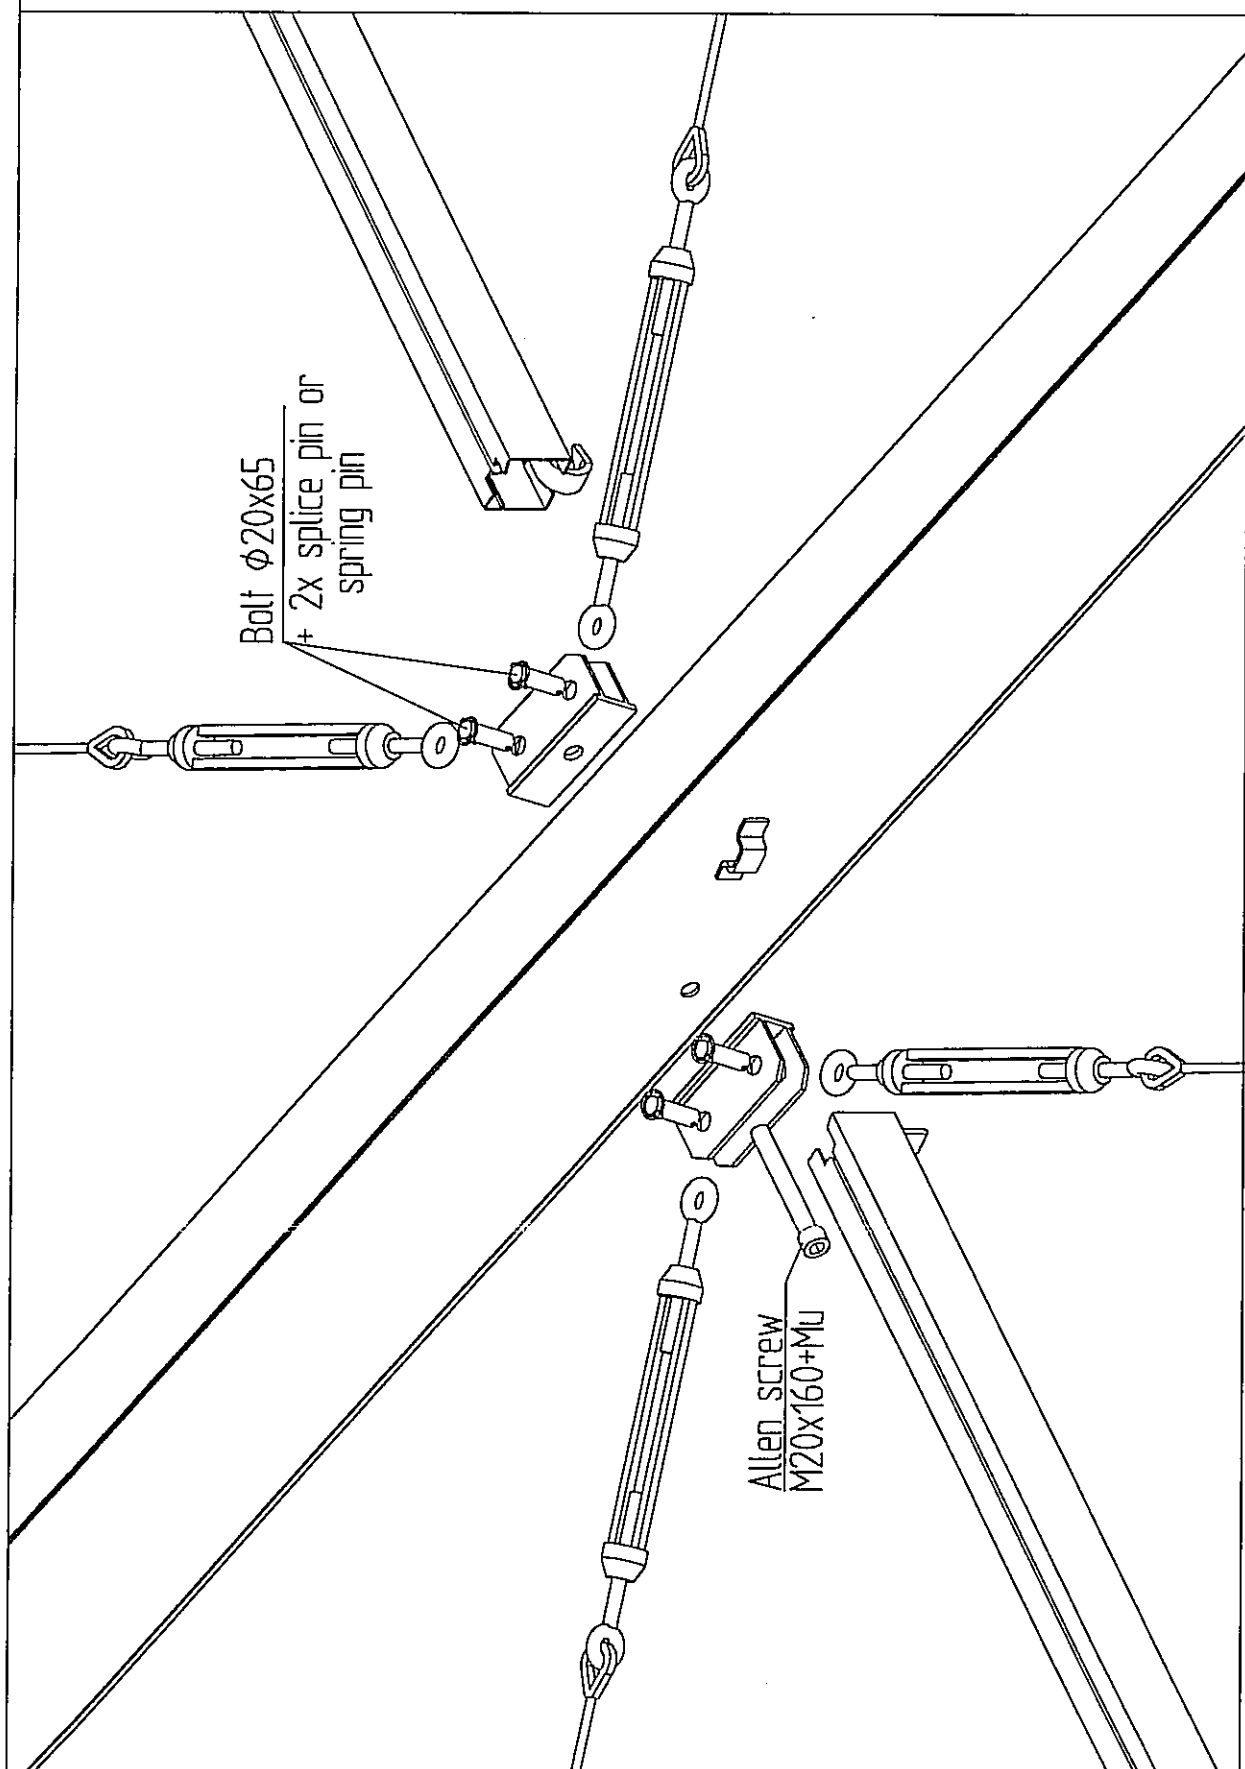 Bolt ϕ20x65
+ 2x splice pin or
spring pin
Allen screw
M20x160+Mu